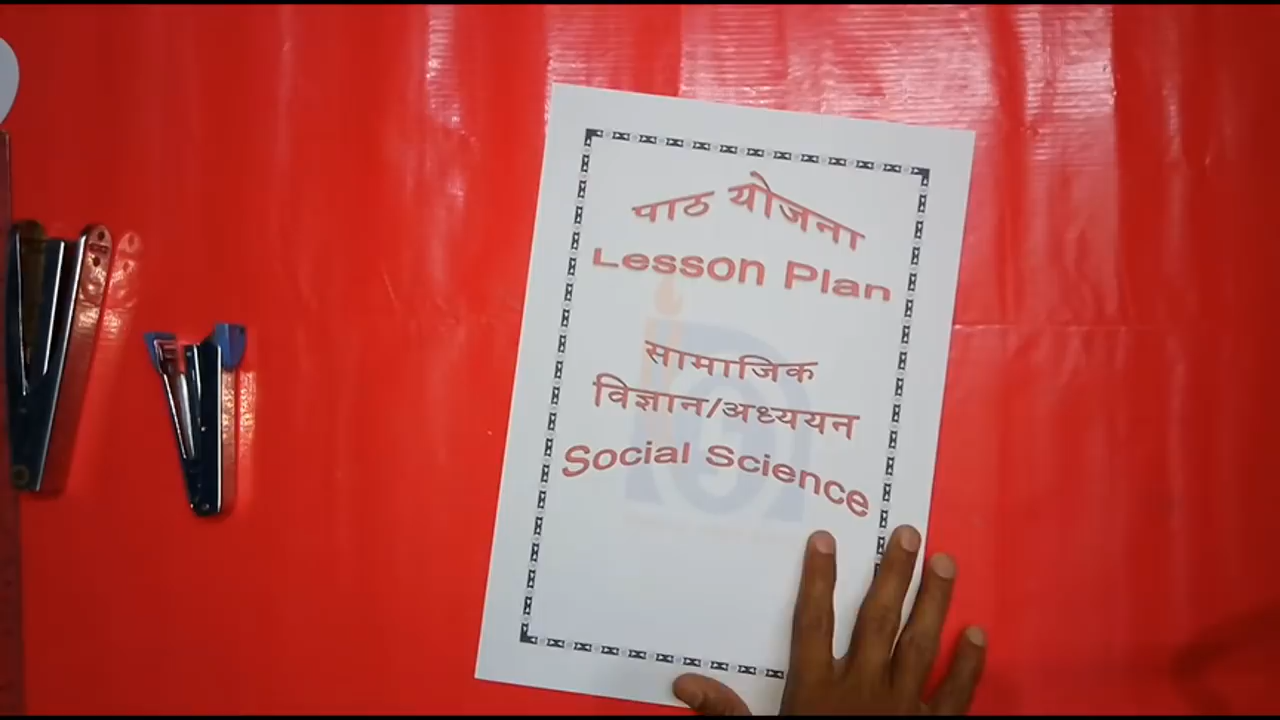 पाठ योजना
Lesson Plan
सामाजिक
विज्ञान/अध्ययन
Social Science